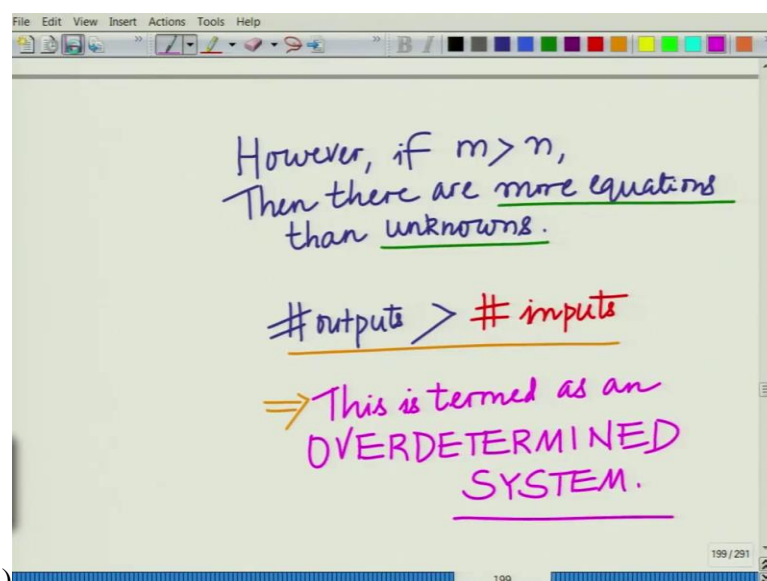 File Edit View Insert Actions Tools Help
However, if m > n,
Then there are more equations
than unknowns.
# outputs > # inputs
⇒ This is termed as an
OVERDETERMINED
SYSTEM.
199 / 291
199
)